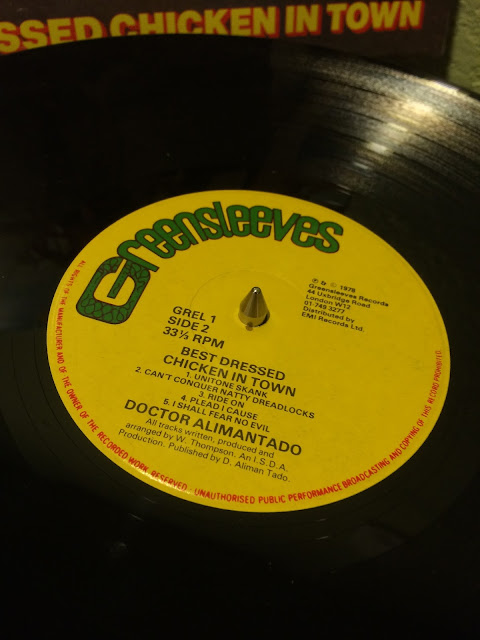 SSED CHICKEN IN TOWN
Greensleeves
GREL 1
SIDE 2
33⅓ RPM
℗ & © 1978
Greensleeves Records
44 Uxbridge Road
London W12
01-749 3277
Distributed by
EMI Records Ltd.
BEST DRESSED
CHICKEN IN TOWN
1. UNITONE SKANK
2. CAN'T CONQUER NATTY DREADLOCKS
3. RIDE ON
4. PLEAD I CAUSE
5. I SHALL FEAR NO EVIL
DOCTOR ALIMANTADO
All tracks written, produced and
arranged by W. Thompson. An I.S.D.A.
Production. Published by D. Aliman Tado.
ALL RIGHTS OF THE MANUFACTURER AND OF THE OWNER OF THE RECORDED WORK RESERVED. UNAUTHORISED PUBLIC PERFORMANCE BROADCASTING AND COPYING OF THIS RECORD PROHIBITED.